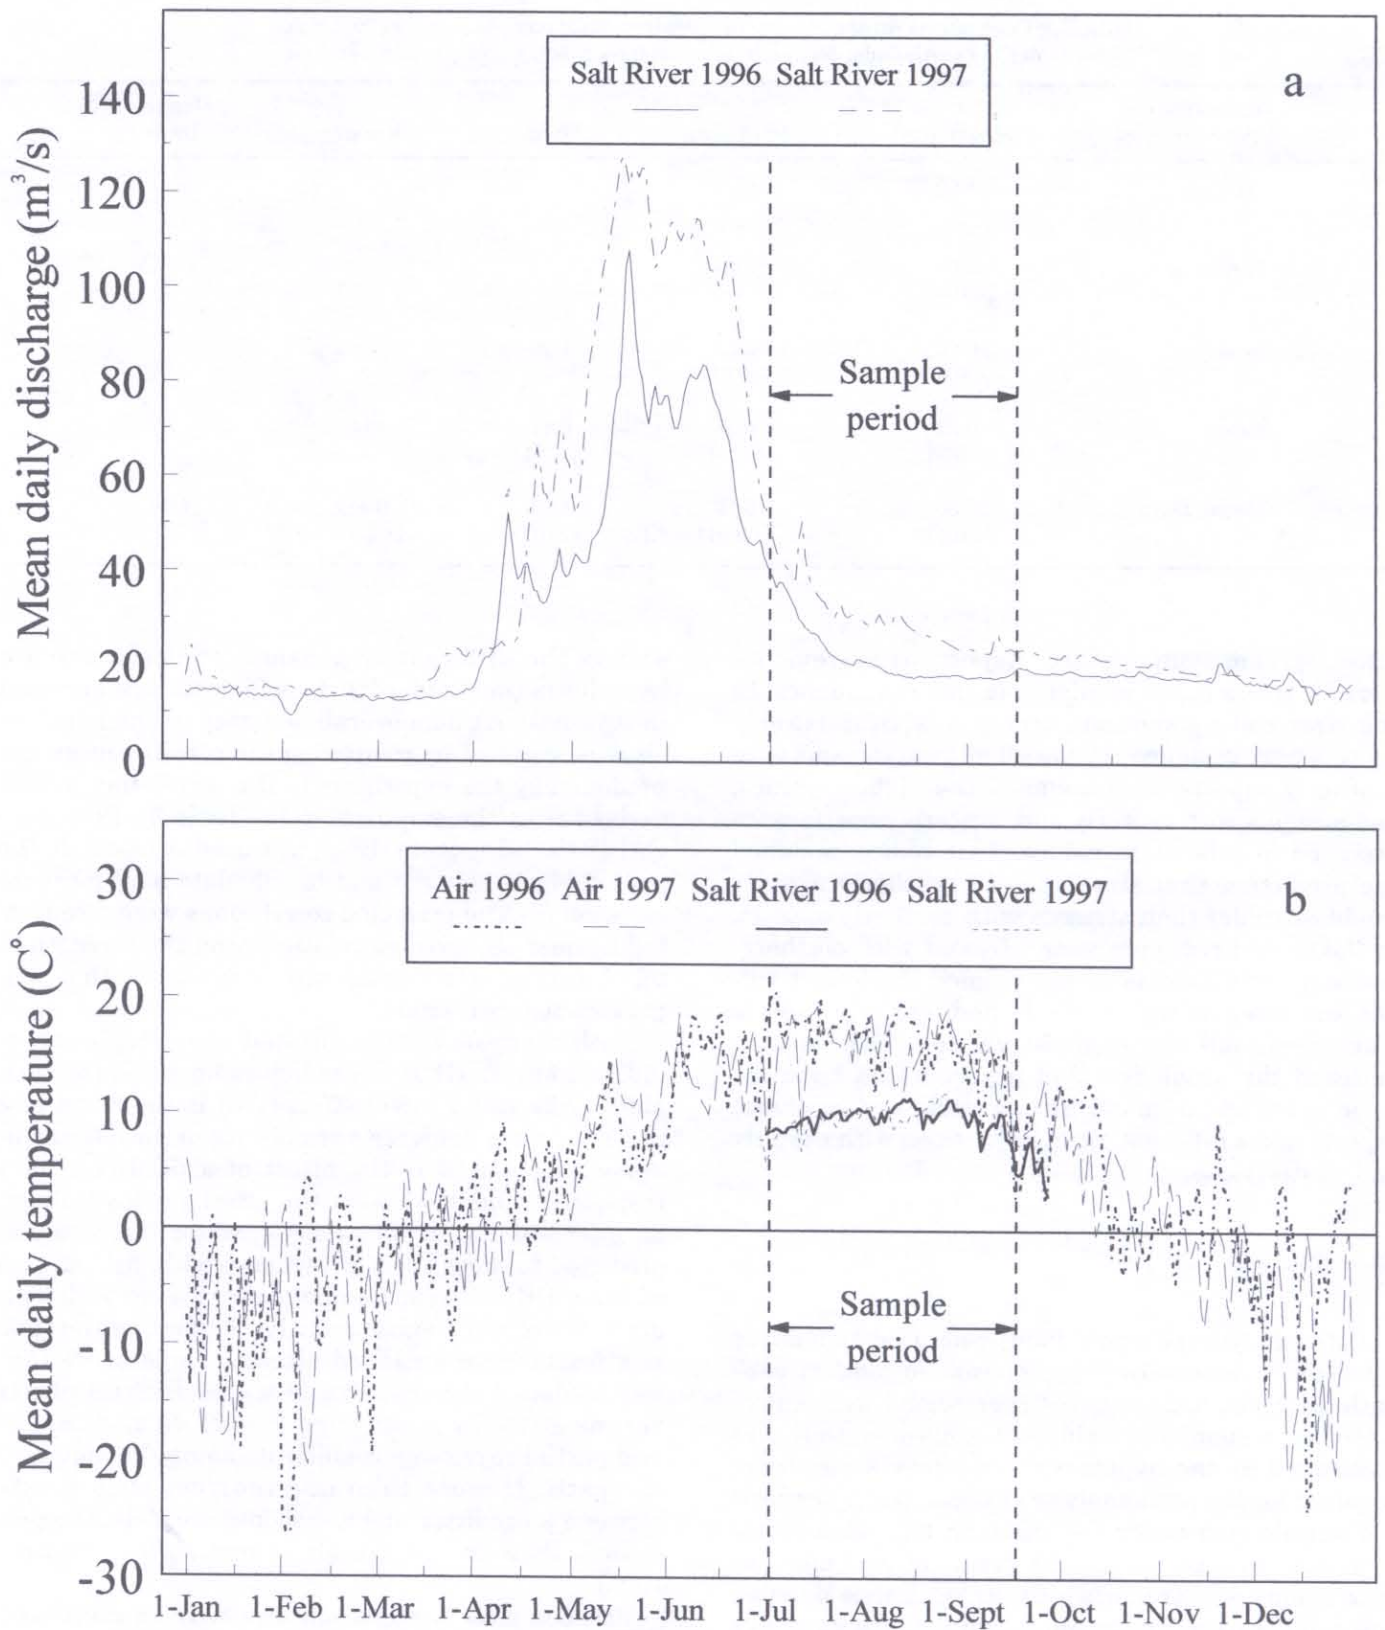 Salt River 1996 Salt River 1997
a
140
120
100
80
60
40
20
0
Mean daily discharge (m³/s)
Sample
period
Air 1996 Air 1997 Salt River 1996 Salt River 1997
b
30
20
10
0
-10
-20
-30
Mean daily temperature (C°)
Sample
period
1-Jan 1-Feb 1-Mar 1-Apr 1-May 1-Jun 1-Jul 1-Aug 1-Sept 1-Oct 1-Nov 1-Dec